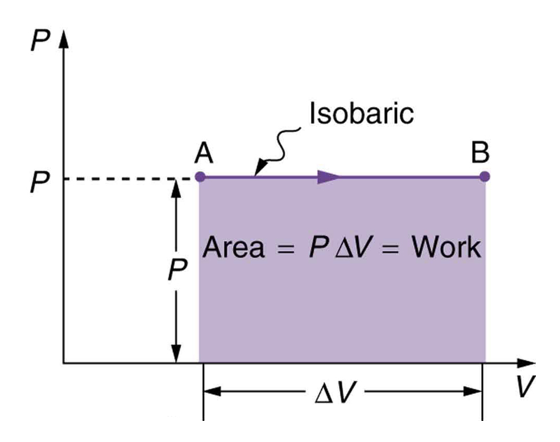 P
Isobaric
A
B
P
Area = P ΔV = Work
P
ΔV
V